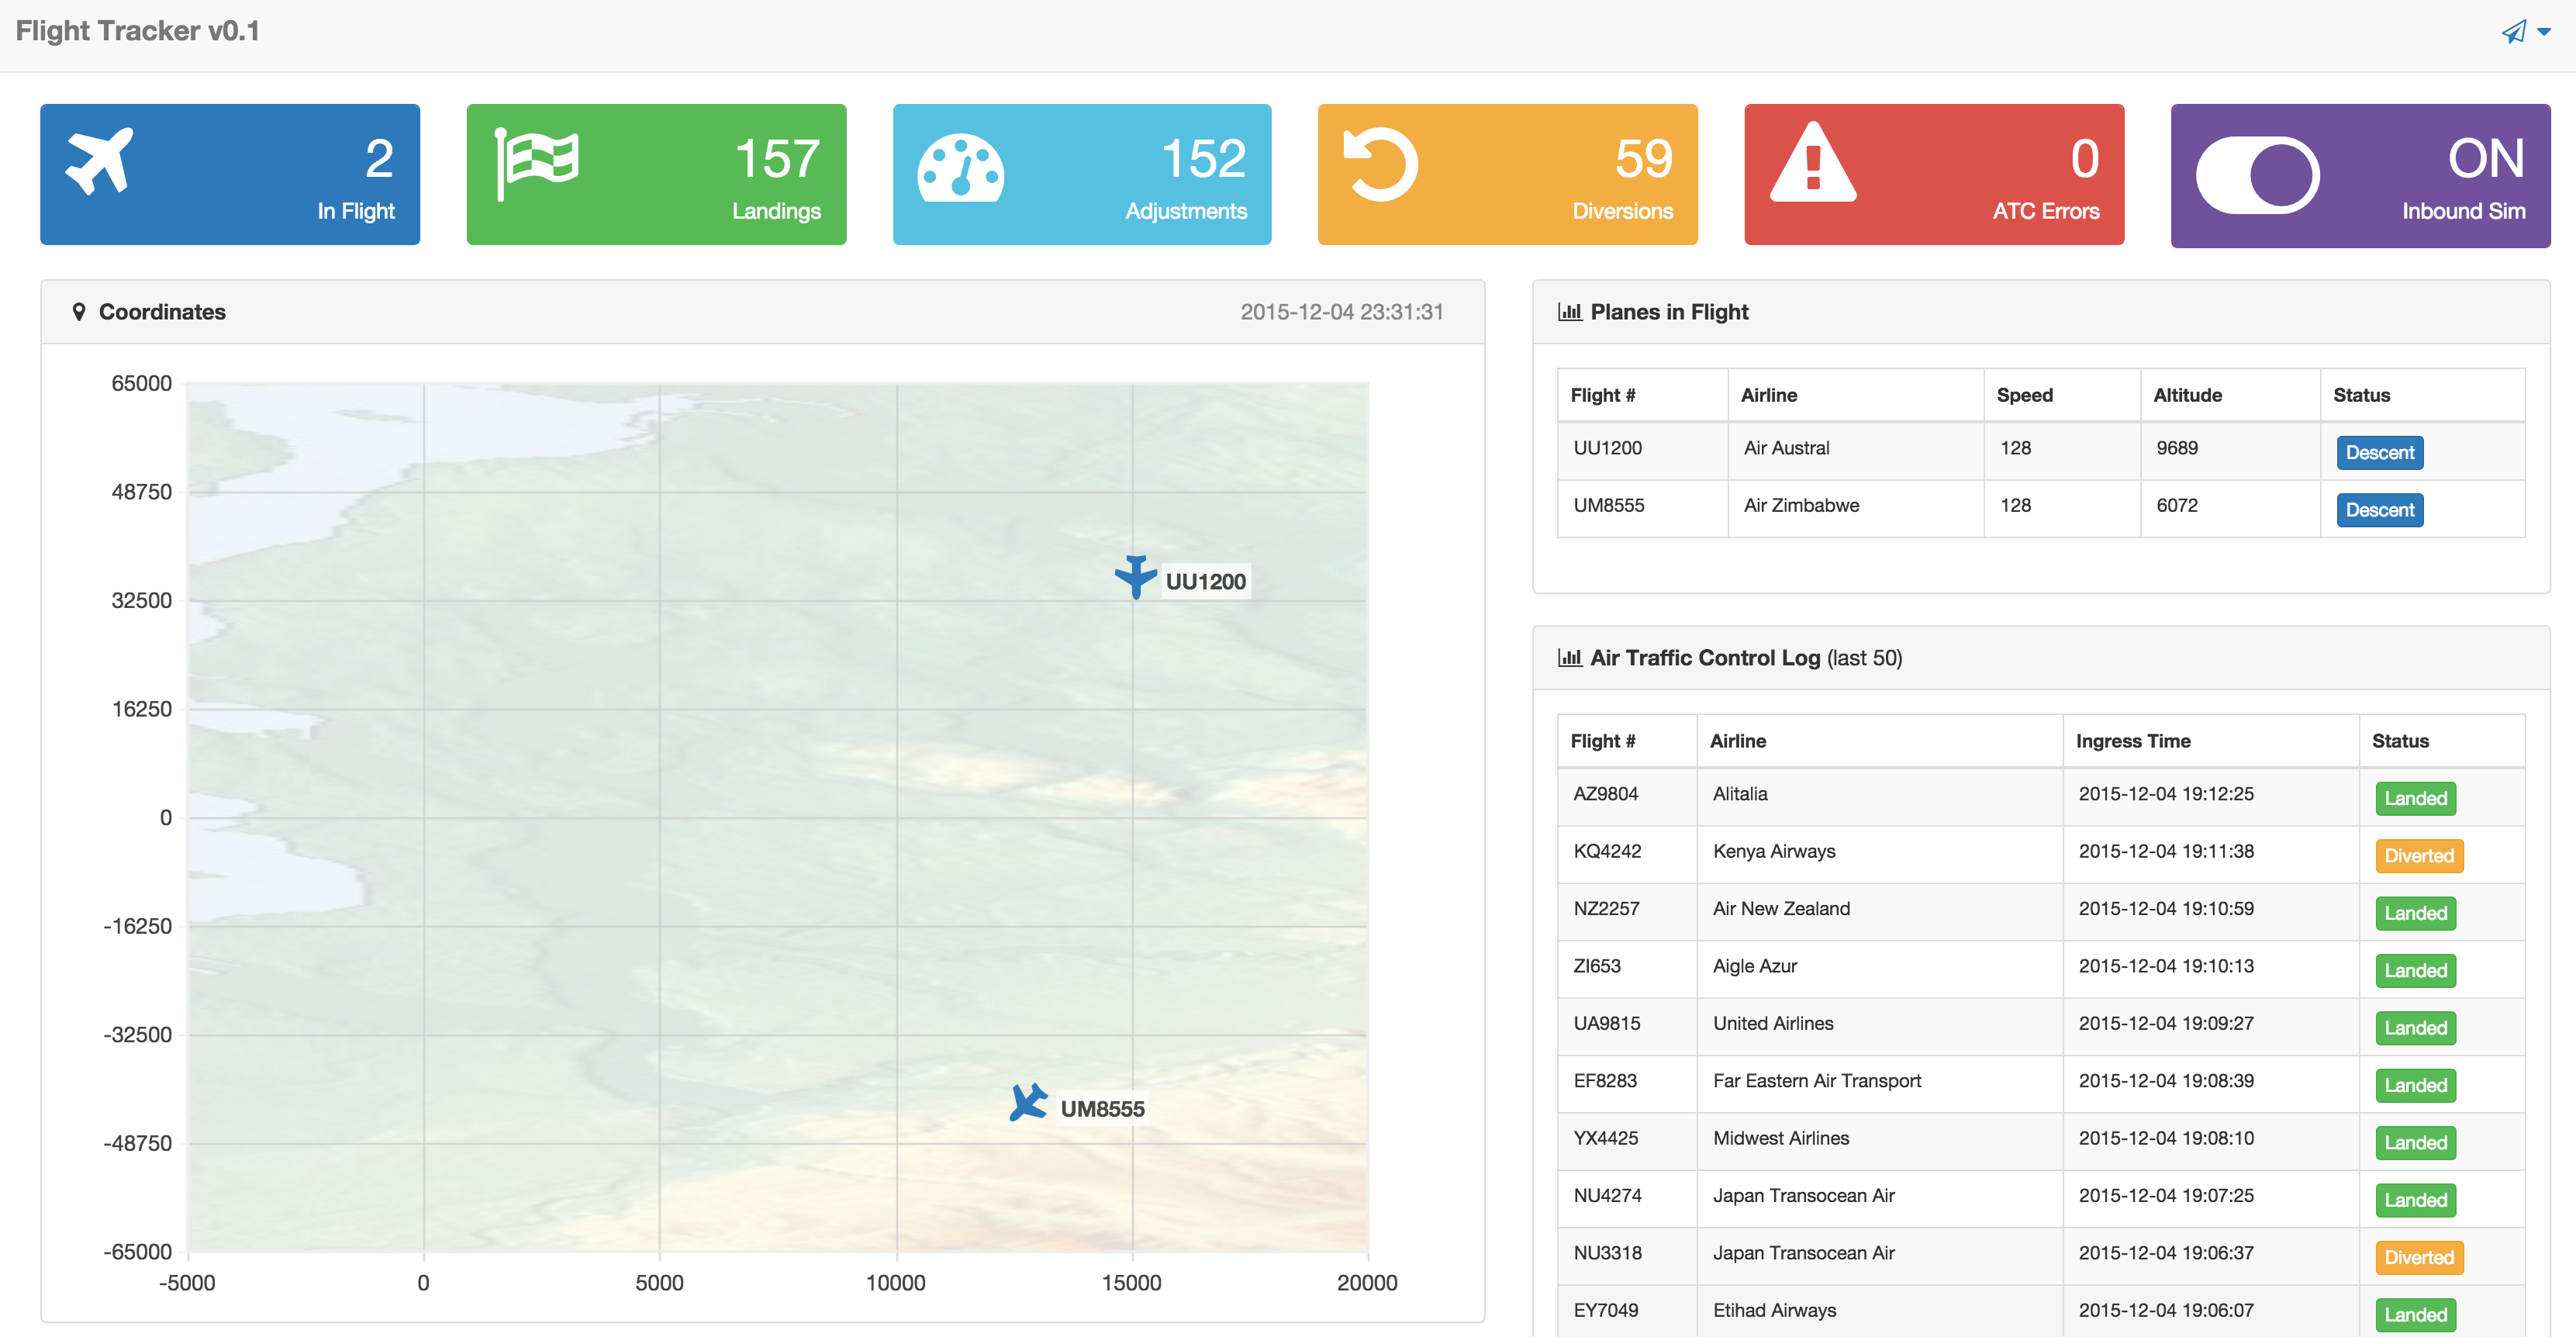 Flight Tracker v0.1
2
In Flight
157
Landings
152
Adjustments
59
Diversions
0
ATC Errors
ON
Inbound Sim
Coordinates 2015-12-04 23:31:31
65000
48750
32500
16250
0
-16250
-32500
-48750
-65000
-5000 0 5000 10000 15000 20000
UU1200
UM8555
Planes in Flight
Flight # Airline Speed Altitude Status
UU1200 Air Austral 128 9689 Descent
UM8555 Air Zimbabwe 128 6072 Descent
Air Traffic Control Log (last 50)
Flight # Airline Ingress Time Status
AZ9804 Alitalia 2015-12-04 19:12:25 Landed
KQ4242 Kenya Airways 2015-12-04 19:11:38 Diverted
NZ2257 Air New Zealand 2015-12-04 19:10:59 Landed
ZI653 Aigle Azur 2015-12-04 19:10:13 Landed
UA9815 United Airlines 2015-12-04 19:09:27 Landed
EF8283 Far Eastern Air Transport 2015-12-04 19:08:39 Landed
YX4425 Midwest Airlines 2015-12-04 19:08:10 Landed
NU4274 Japan Transocean Air 2015-12-04 19:07:25 Landed
NU3318 Japan Transocean Air 2015-12-04 19:06:37 Diverted
EY7049 Etihad Airways 2015-12-04 19:06:07 Landed